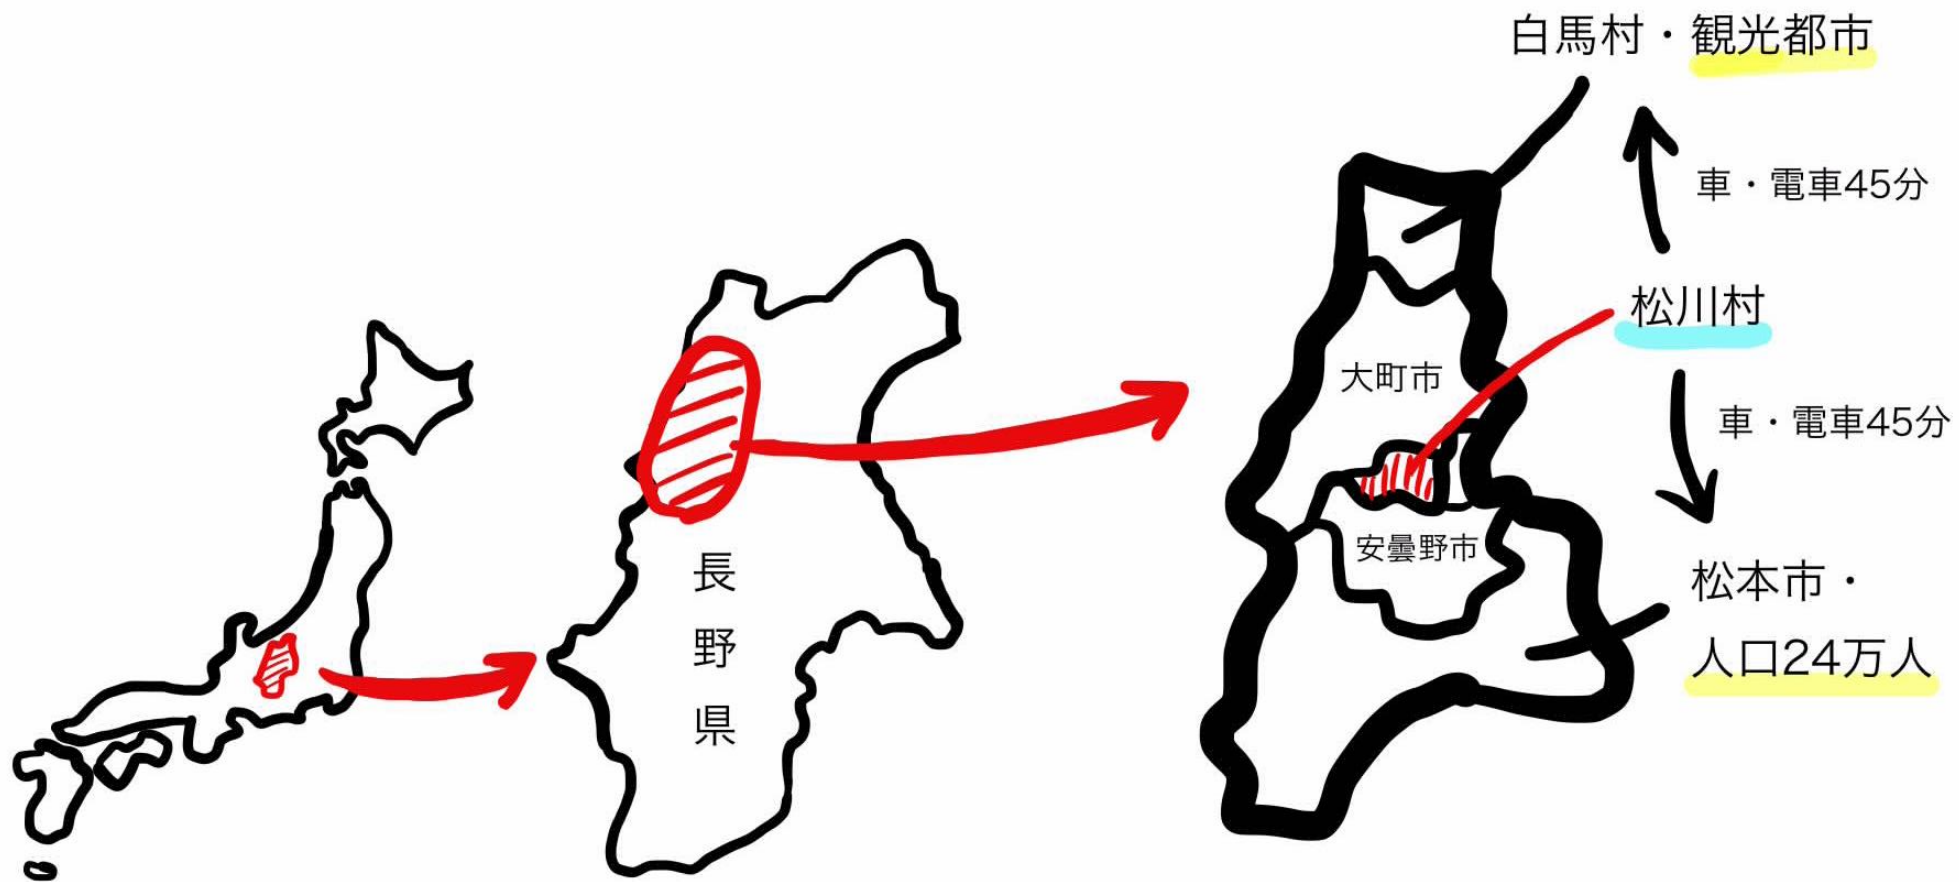 白馬村・観光都市
車・電車45分
松川村
大町市
車・電車45分
安曇野市
松本市・
人口24万人
長
野
県